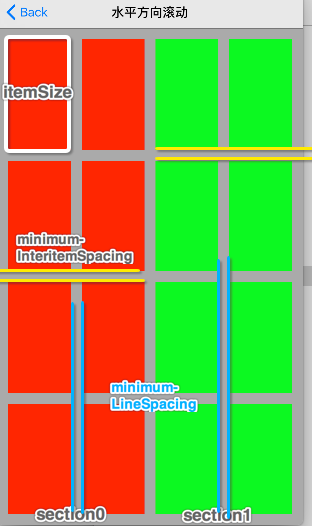 Back 水平方向滚动
itemSize
minimum-
InteritemSpacing
minimum-
LineSpacing
section0 section1